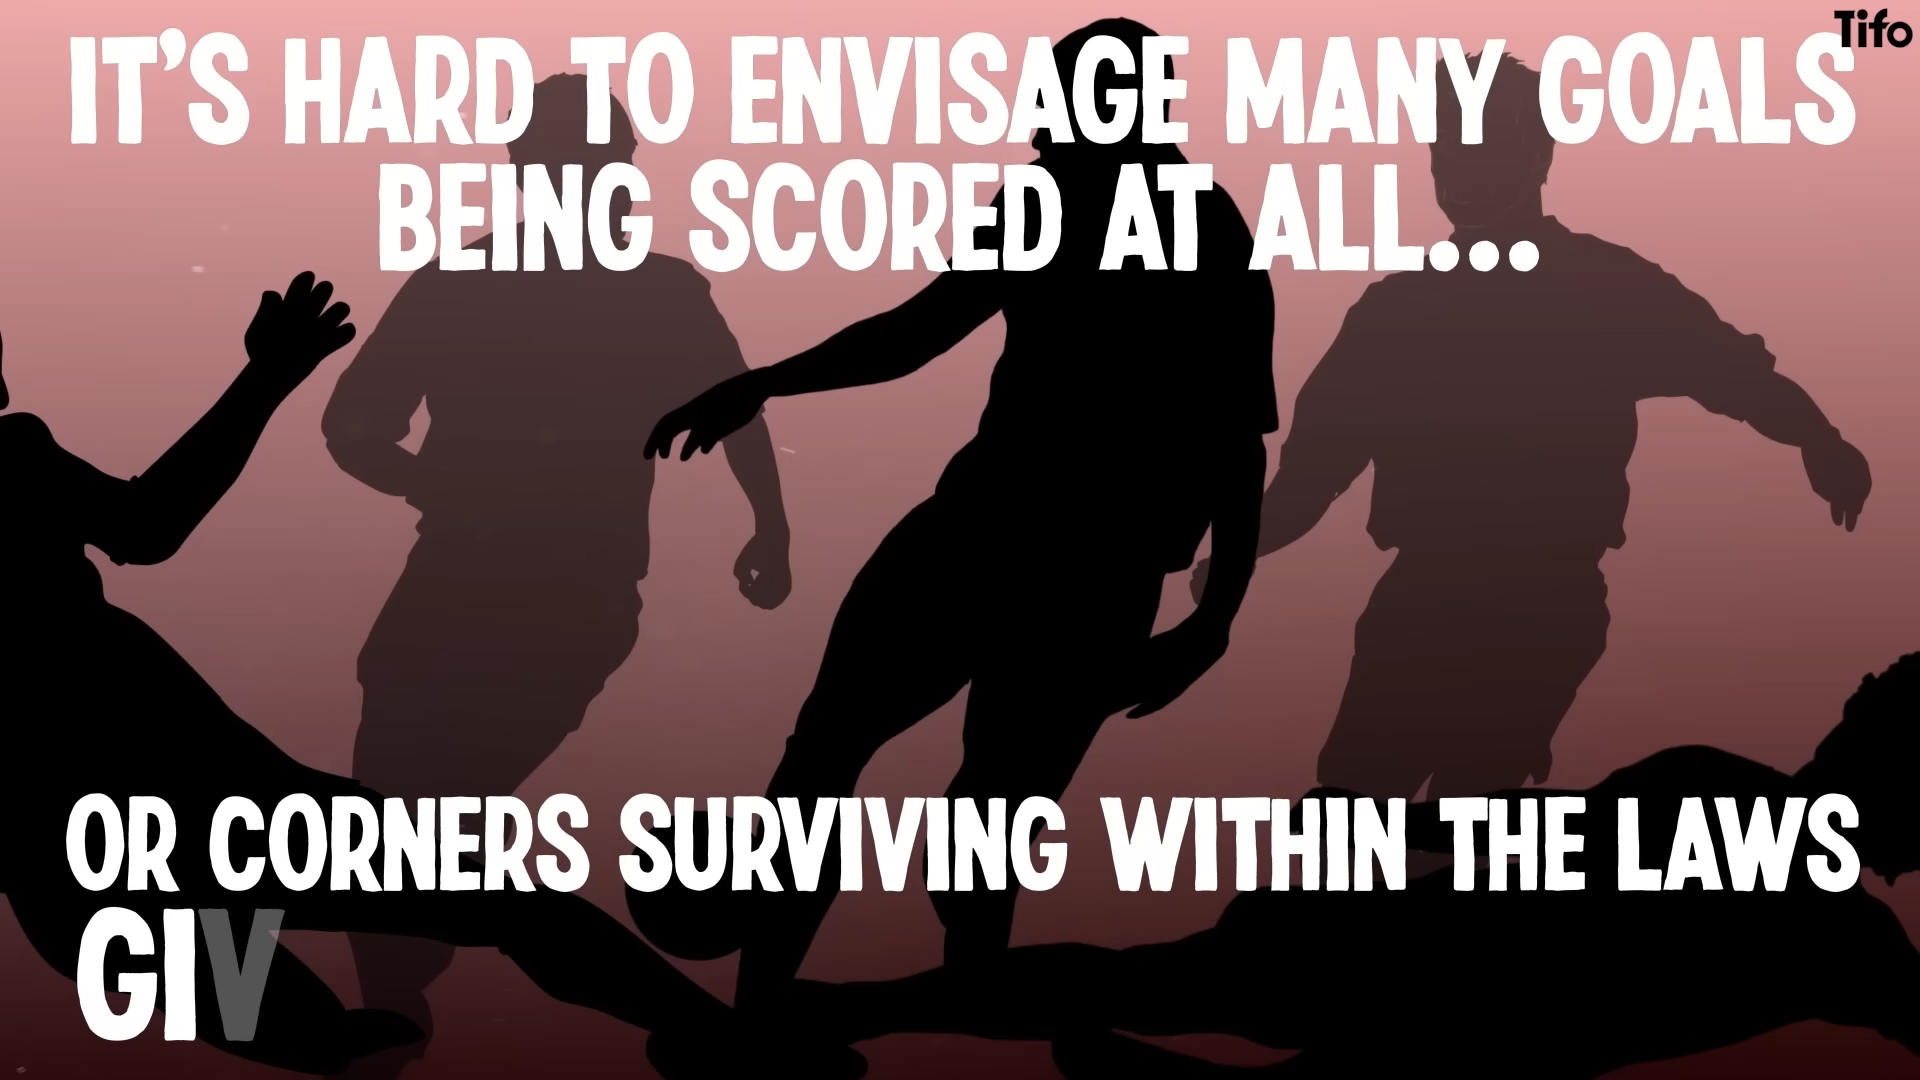 Tifo
IT'S HARD TO ENVISAGE MANY GOALS
BEING SCORED AT ALL...
OR CORNERS SURVIVING WITHIN THE LAWS
GIV